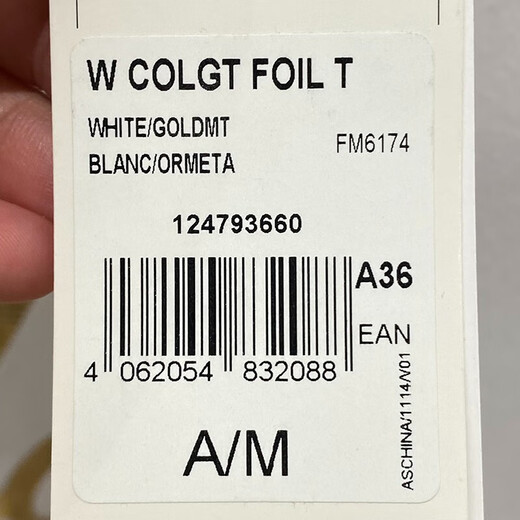 W COLGT FOIL T
WHITE/GOLDMT
BLANC/ORMETA
FM6174
124793660
A36
EAN
4 062054 832088
A/M
ASCHINA/1114/V01